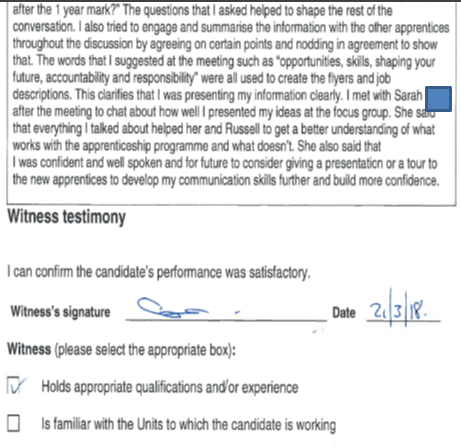 after the 1 year mark?" The questions that I asked helped to shape the rest of the
conversation. I also tried to engage and summarise the information with the other apprentices
throughout the discussion by agreeing on certain points and nodding in agreement to show
that. The words that I suggested at the meeting such as "opportunities, skills, shaping your
future, accountability and responsibility" were all used to create the flyers and job
descriptions. This clarifies that I was presenting my information clearly. I met with Sarah
after the meeting to chat about how well I presented my ideas at the focus group. She said
that everything I talked about helped her and Russell to get a better understanding of what
works with the apprenticeship programme and what doesn't. She also said that
I was confident and well spoken and for future to consider giving a presentation or a tour to
the new apprentices to develop my communication skills further and build more confidence.
Witness testimony
I can confirm the candidate's performance was satisfactory.
Witness's signature Date 21/3/18.
Witness (please select the appropriate box):
Holds appropriate qualifications and/or experience
Is familiar with the Units to which the candidate is working